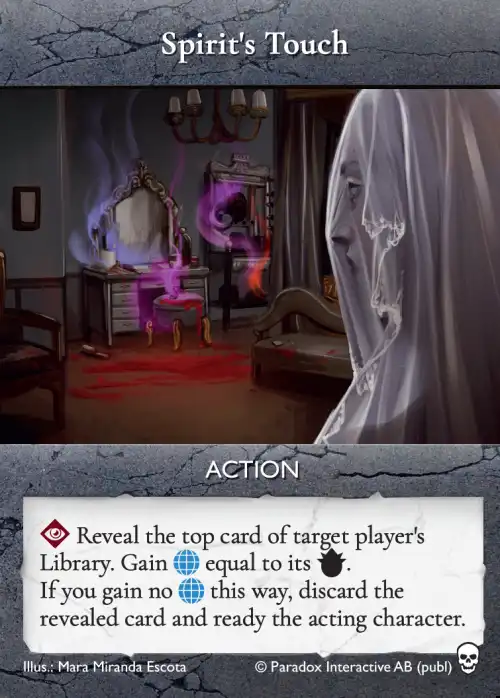 Spirit's Touch
ACTION
Reveal the top card of target player's
Library. Gain equal to its .
If you gain no this way, discard the
revealed card and ready the acting character.
Illus.: Mara Miranda Escota © Paradox Interactive AB (publ)